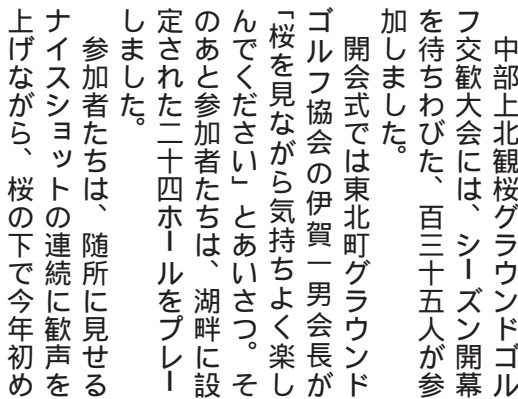 中部上北観桜グラウンドゴル
フ交歓大会には、シーズン開幕
を待ちわびた、百三十五人が参
加しました。
　開会式では東北町グラウンド
ゴルフ協会の伊賀一男会長が
「桜を見ながら気持ちよく楽し
んでください」とあいさつ。そ
のあと参加者たちは、湖畔に設
定された二十四ホールをプレー
しました。
　参加者たちは、随所に見せる
ナイスショットの連続に歓声を
上げながら、桜の下で今年初め